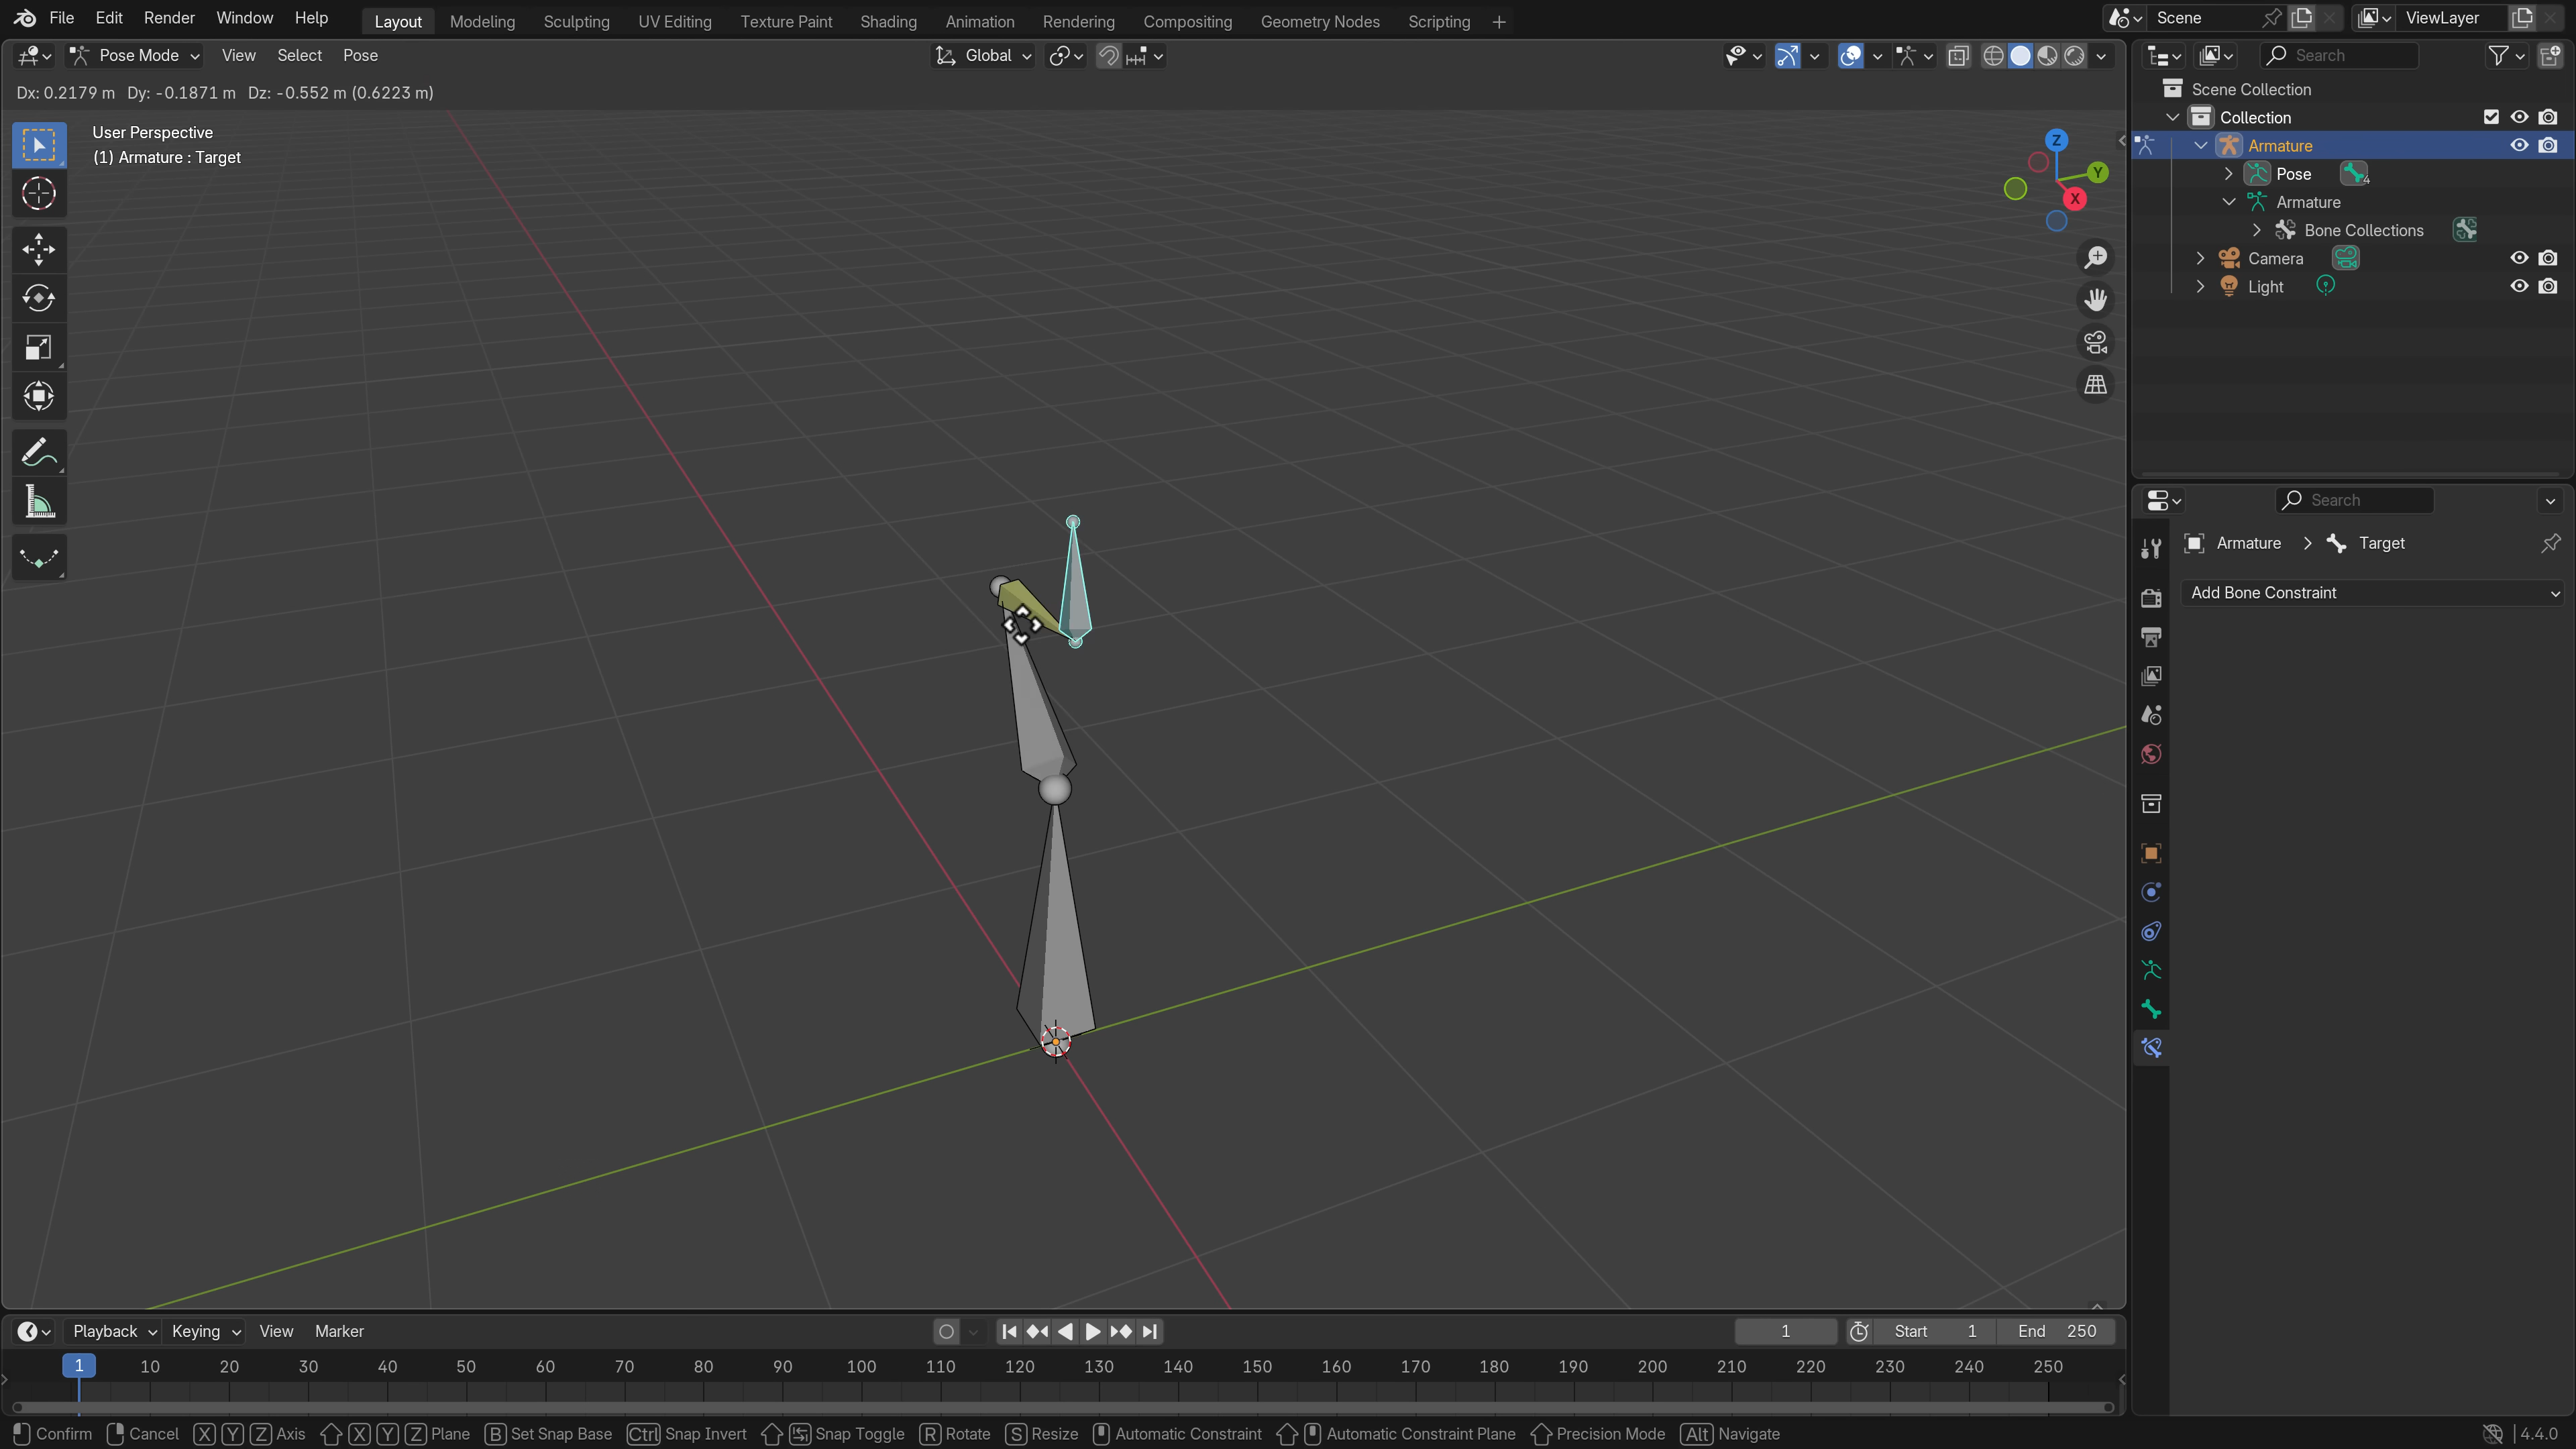 File Edit Render Window Help Layout Modeling Sculpting UV Editing Texture Paint Shading Animation Rendering Compositing Geometry Nodes Scripting + Scene ViewLayer
Pose Mode View Select Pose Global Search
Dx: 0.2179 m Dy: -0.1871 m Dz: -0.552 m (0.6223 m)
User Perspective
(1) Armature : Target
Z
Y
X
Scene Collection
Collection
Armature
Pose 4
Armature
Bone Collections
Camera
Light
Search
Armature > Target
Add Bone Constraint
Playback Keying View Marker 1 Start 1 End 250
1 10 20 30 40 50 60 70 80 90 100 110 120 130 140 150 160 170 180 190 200 210 220 230 240 250
Confirm Cancel X Y Z Axis X Y Z Plane B Set Snap Base Ctrl Snap Invert Snap Toggle R Rotate S Resize Automatic Constraint Automatic Constraint Plane Precision Mode Alt Navigate 4.4.0